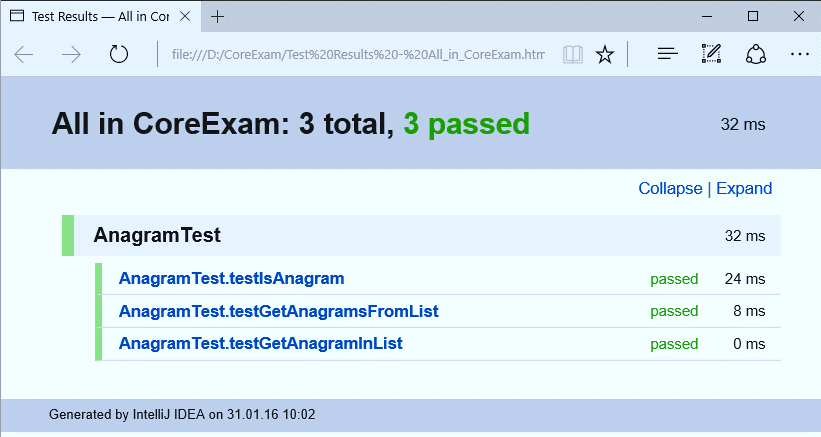 Test Results — All in Cor
file:///D:/CoreExam/Test%20Results%20-%20All_in_CoreExam.htm
All in CoreExam: 3 total, 3 passed 32 ms
Collapse | Expand
AnagramTest 32 ms
AnagramTest.testIsAnagram passed 24 ms
AnagramTest.testGetAnagramsFromList passed 8 ms
AnagramTest.testGetAnagramInList passed 0 ms
Generated by IntelliJ IDEA on 31.01.16 10:02